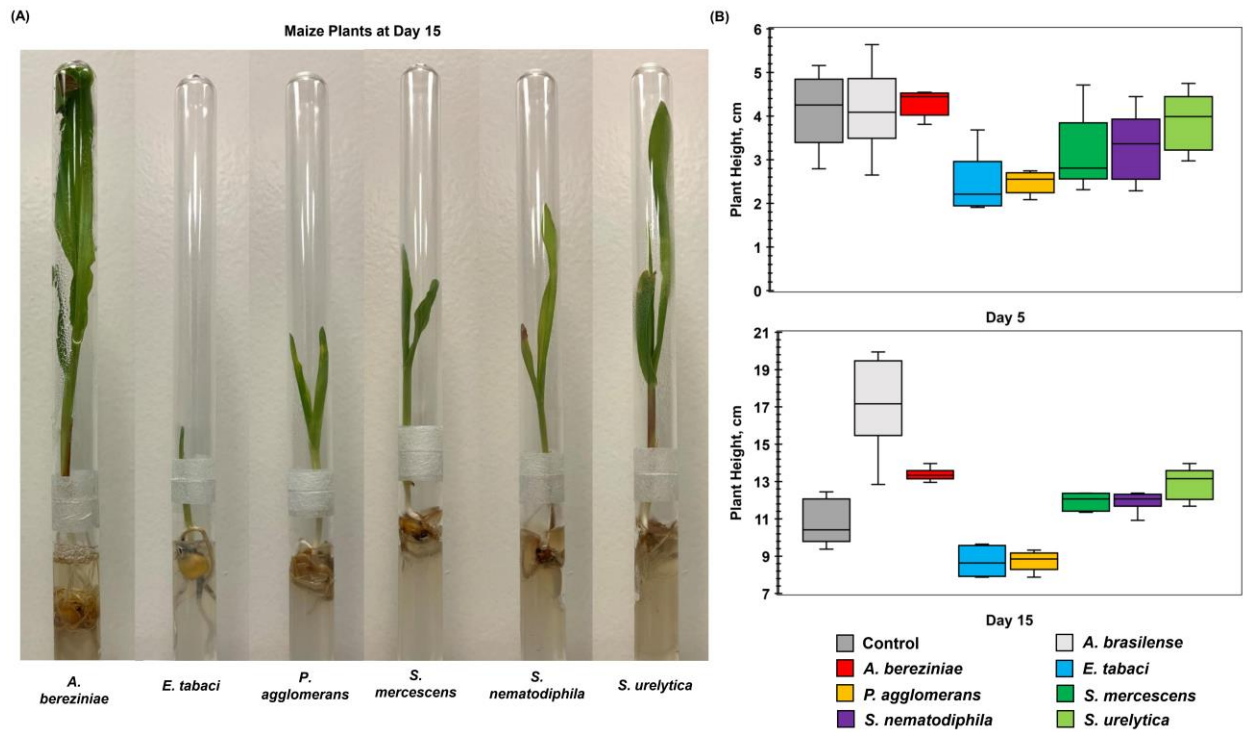 (A)
Maize Plants at Day 15
A.
bereziniae
E. tabaci
P.
agglomerans
S.
mercescens
S.
nematodiphila
S. urelytica
(B)
Plant Height, cm
6
5
4
3
2
1
0
Day 5
Plant Height, cm
21
19
17
15
13
11
9
7
Day 15
Control
A. brasilense
A. bereziniae
E. tabaci
P. agglomerans
S. mercescens
S. nematodiphila
S. urelytica